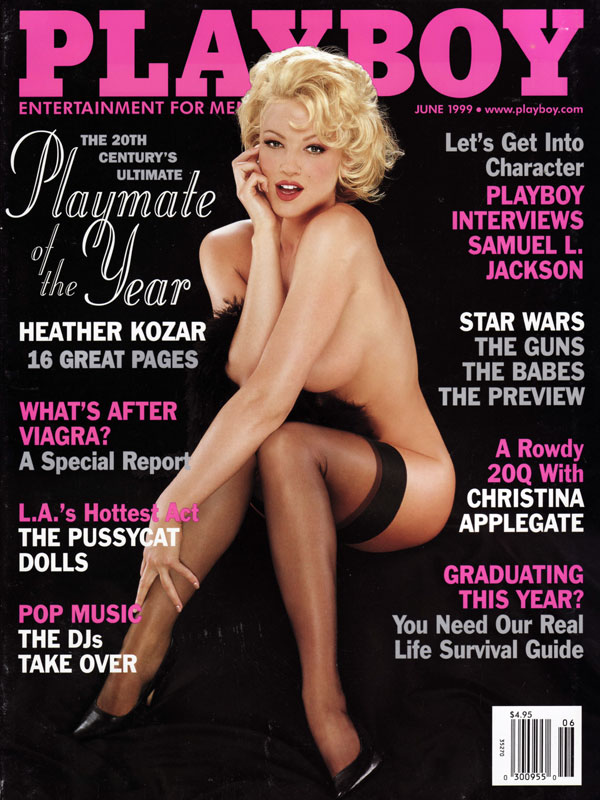 PLAYBOY
ENTERTAINMENT FOR MEN
JUNE 1999 • www.playboy.com
THE 20TH
CENTURY'S
ULTIMATE
Playmate
of
the Year
HEATHER KOZAR
16 GREAT PAGES
WHAT'S AFTER
VIAGRA?
A Special Report
L.A.'s Hottest Act
THE PUSSYCAT
DOLLS
POP MUSIC
THE DJs
TAKE OVER
Let's Get Into
Character
PLAYBOY
INTERVIEWS
SAMUEL L.
JACKSON
STAR WARS
THE GUNS
THE BABES
THE PREVIEW
A Rowdy
20Q With
CHRISTINA
APPLEGATE
GRADUATING
THIS YEAR?
You Need Our Real
Life Survival Guide
$4.95
06
35270
0 300955 0